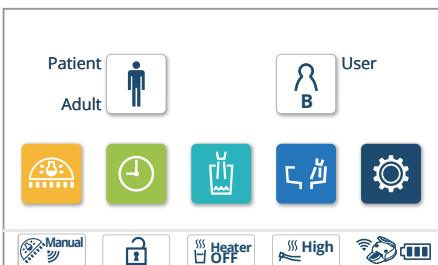 Patient
User
Adult
B
Manual
Heater
OFF
High